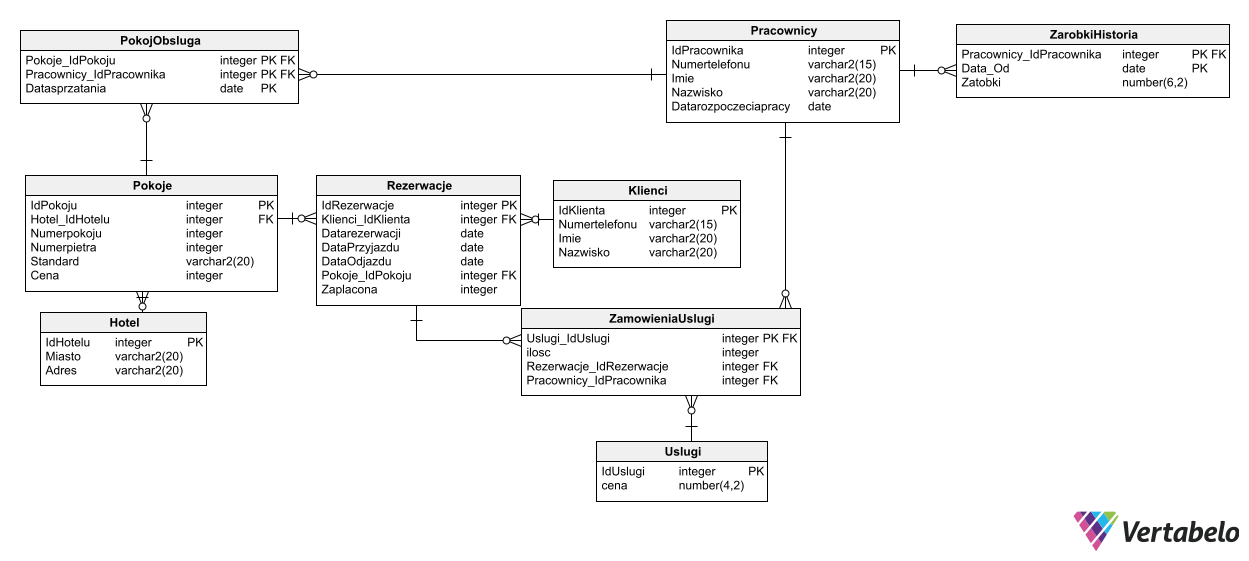 PokojObsluga
Pokoje_IdPokoju integer PK FK
Pracownicy_IdPracownika integer PK FK
Datasprzatania date PK
Pracownicy
IdPracownika integer PK
Numertelefonu varchar2(15)
Imie varchar2(20)
Nazwisko varchar2(20)
Datarozpoczeciapracy date
ZarobkiHistoria
Pracownicy_IdPracownika integer PK FK
Data_Od date PK
Zatobki number(6,2)
Pokoje
IdPokoju integer PK
Hotel_IdHotelu integer FK
Numerpokoju integer
Numerpietra integer
Standard varchar2(20)
Cena integer
Rezerwacje
IdRezerwacje integer PK
Klienci_IdKlienta integer FK
Datarezerwacji date
DataPrzyjazdu date
DataOdjazdu date
Pokoje_IdPokoju integer FK
Zaplacona integer
Klienci
IdKlienta integer PK
Numertelefonu varchar2(15)
Imie varchar2(20)
Nazwisko varchar2(20)
Hotel
IdHotelu integer PK
Miasto varchar2(20)
Adres varchar2(20)
ZamowieniaUslugi
Uslugi_IdUslugi integer PK FK
ilosc integer
Rezerwacje_IdRezerwacje integer FK
Pracownicy_IdPracownika integer FK
Uslugi
IdUslugi integer PK
cena number(4,2)
Vertabelo